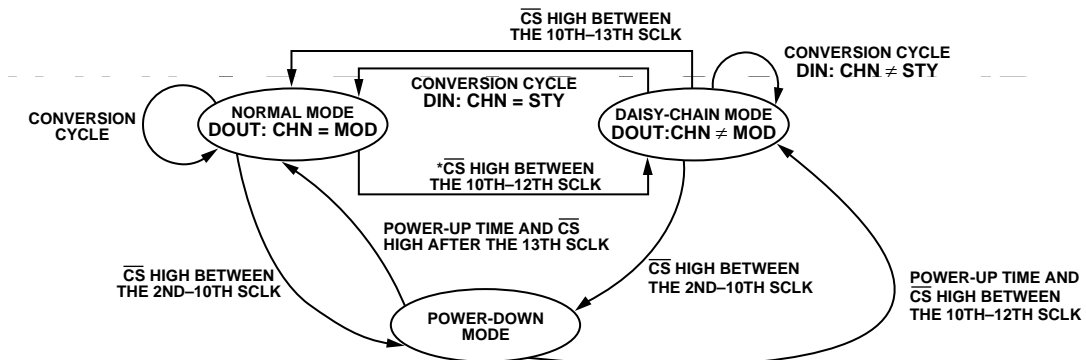 CS HIGH BETWEEN
THE 10TH–13TH SCLK
CONVERSION CYCLE
DIN: CHN ≠ STY
CONVERSION CYCLE
DIN: CHN = STY
CONVERSION
CYCLE
NORMAL MODE
DOUT: CHN = MOD
DAISY-CHAIN MODE
DOUT:CHN ≠ MOD
*CS HIGH BETWEEN
THE 10TH–12TH SCLK
POWER-UP TIME AND CS
HIGH AFTER THE 13TH SCLK
CS HIGH BETWEEN
THE 2ND–10TH SCLK
CS HIGH BETWEEN
THE 2ND–10TH SCLK
POWER-UP TIME AND
CS HIGH BETWEEN
THE 10TH–12TH SCLK
POWER-DOWN
MODE